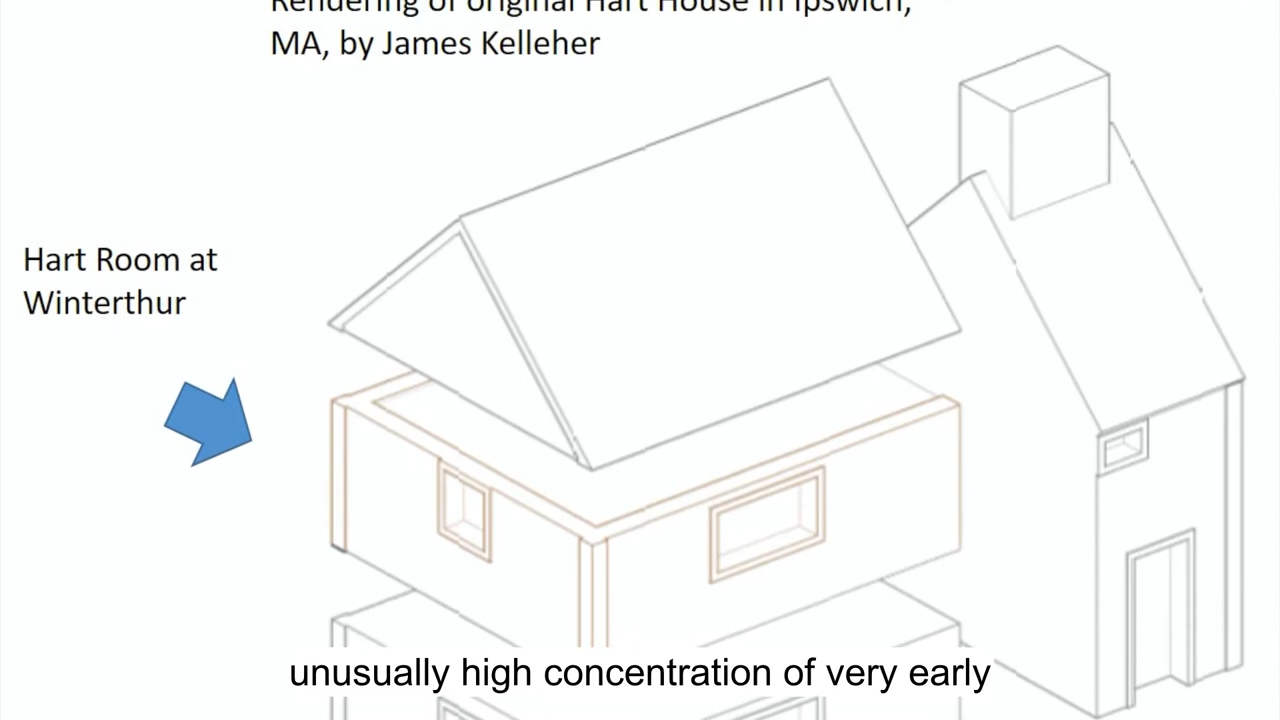 Rendering of original Hart House in Ipswich,
MA, by James Kelleher
Hart Room at
Winterthur
unusually high concentration of very early